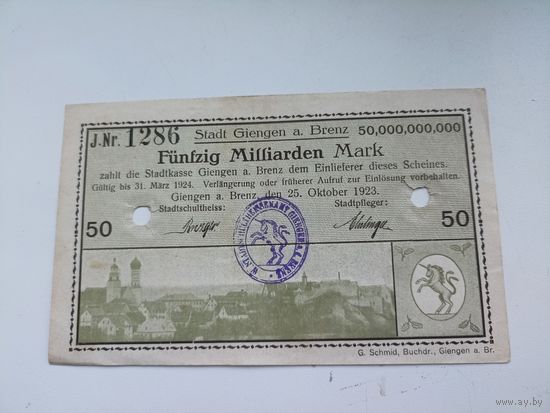 J.Nr. 1286 Stadt Giengen a. Brenz 50,000,000,000
Fünfzig Milliarden Mark
zahlt die Stadtkasse Giengen a. Brenz dem Einlieferer dieses Scheines.
Gültig bis 31. März 1924. Verlängerung oder früherer Aufruf zur Einlösung vorbehalten.
Giengen a. Brenz, den 25. Oktober 1923.
Stadtschultheiss: Stadtpfleger:
50 50
GIENGEN A.D. BRENZ
G. Schmid, Buchdr., Giengen a. Br.
www.ay.by